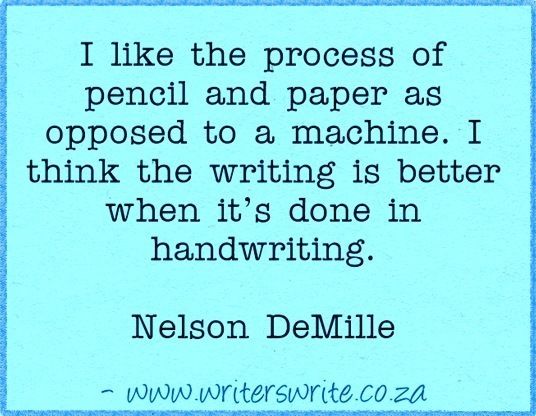 I like the process of
pencil and paper as
opposed to a machine. I
think the writing is better
when it's done in
handwriting.
Nelson DeMille
- www.writerswrite.co.za